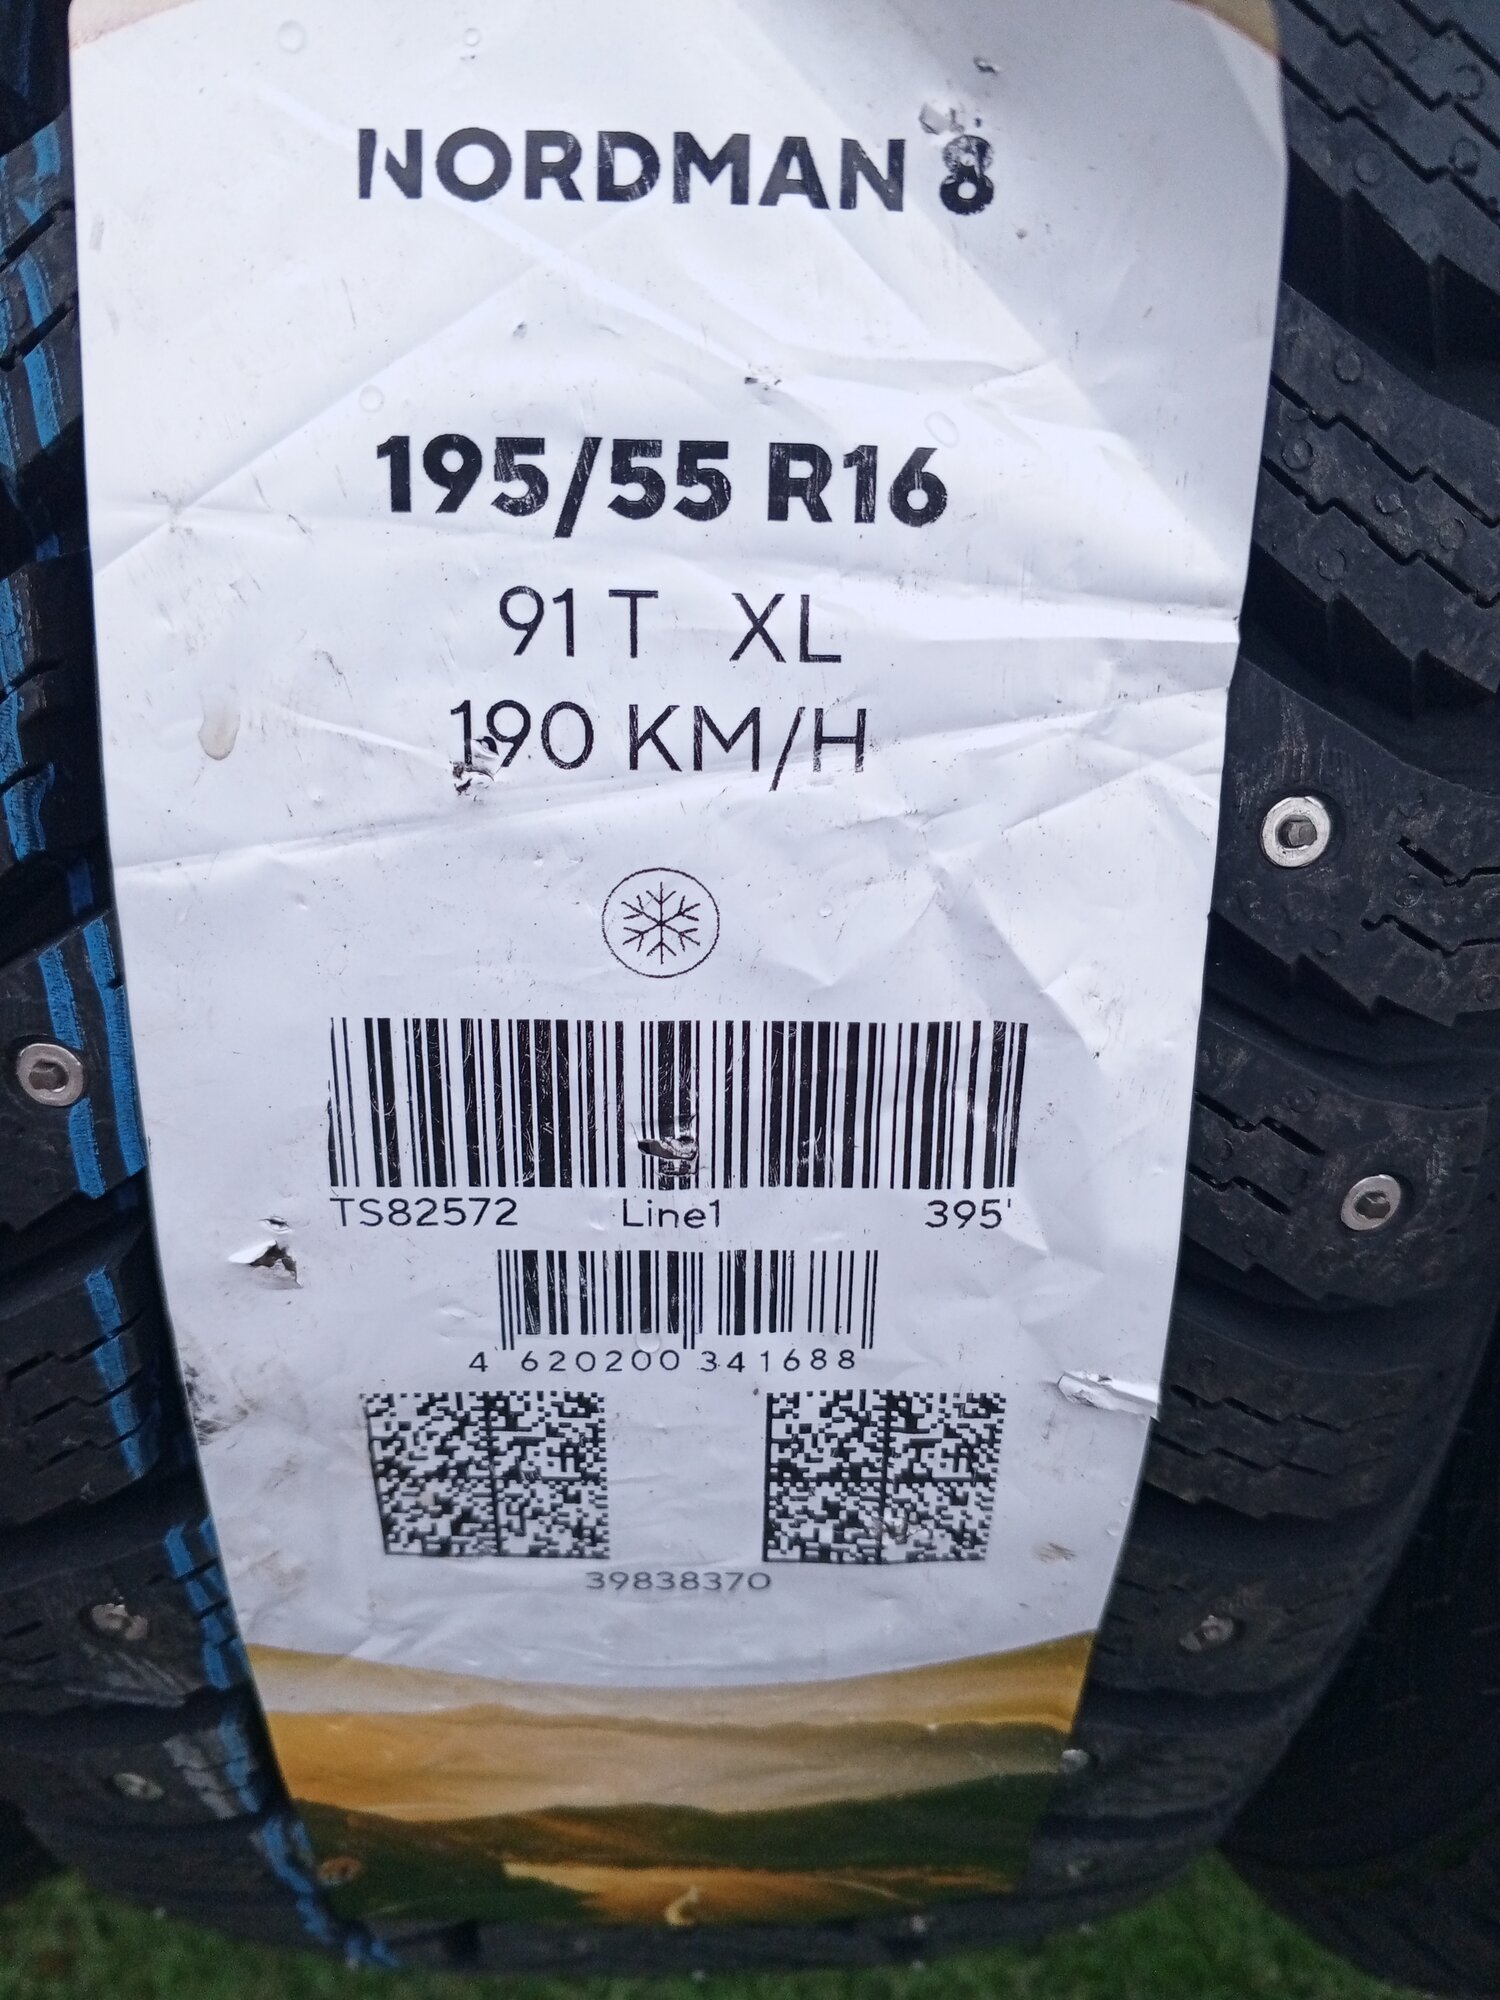 NORDMAN 8
195/55 R16
91 T XL
190 KM/H
TS82572 Line1 395'
4 620200 341688
39838370